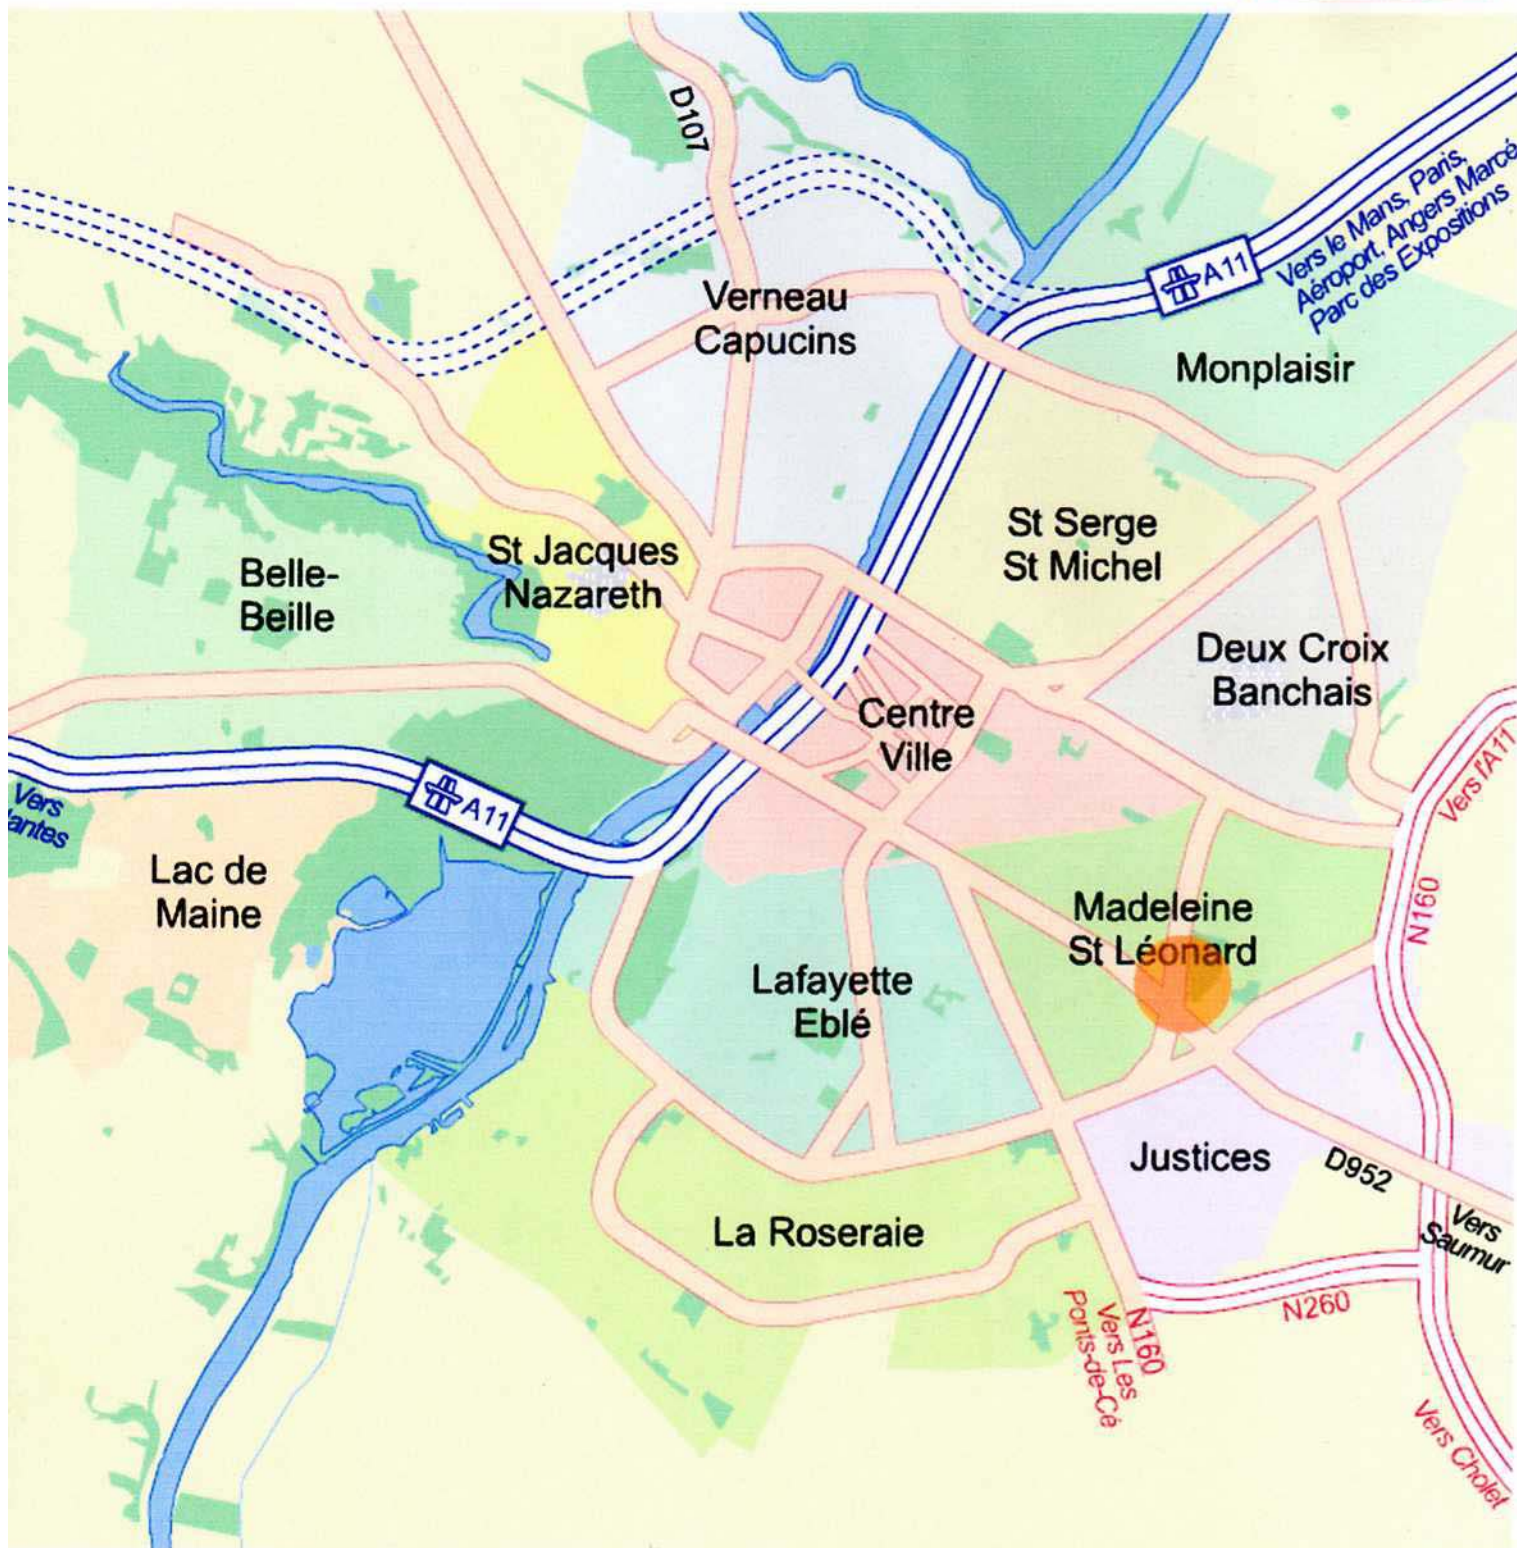 D107
A11
Vers le Mans, Paris,
Aéroport, Angers Marcé
Parc des Expositions
Verneau
Capucins
Monplaisir
St Serge
St Michel
St Jacques
Nazareth
Belle-
Beille
Deux Croix
Banchais
Centre
Ville
Vers l'A11
A11
Vers
Lac de
Maine
N160
Madeleine
St Léonard
Lafayette
Eblé
Justices
D952
Vers
Saumur
La Roseraie
N260
N160
Vers Les
Ponts-de-Cé
Vers Cholet